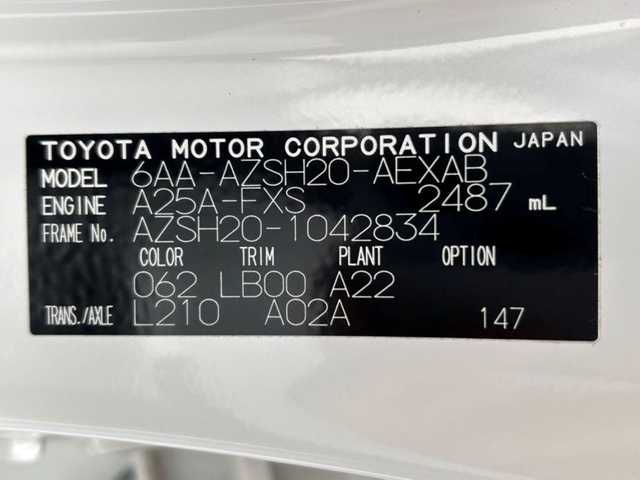 TOYOTA MOTOR CORPORATION JAPAN
MODEL 6AA-AZSH20-AEXAB
ENGINE A25A-FXS 2487 mL
FRAME No. AZSH20-1042834
COLOR TRIM PLANT OPTION
062 LB00 A22
TRANS./AXLE L210 A02A 147